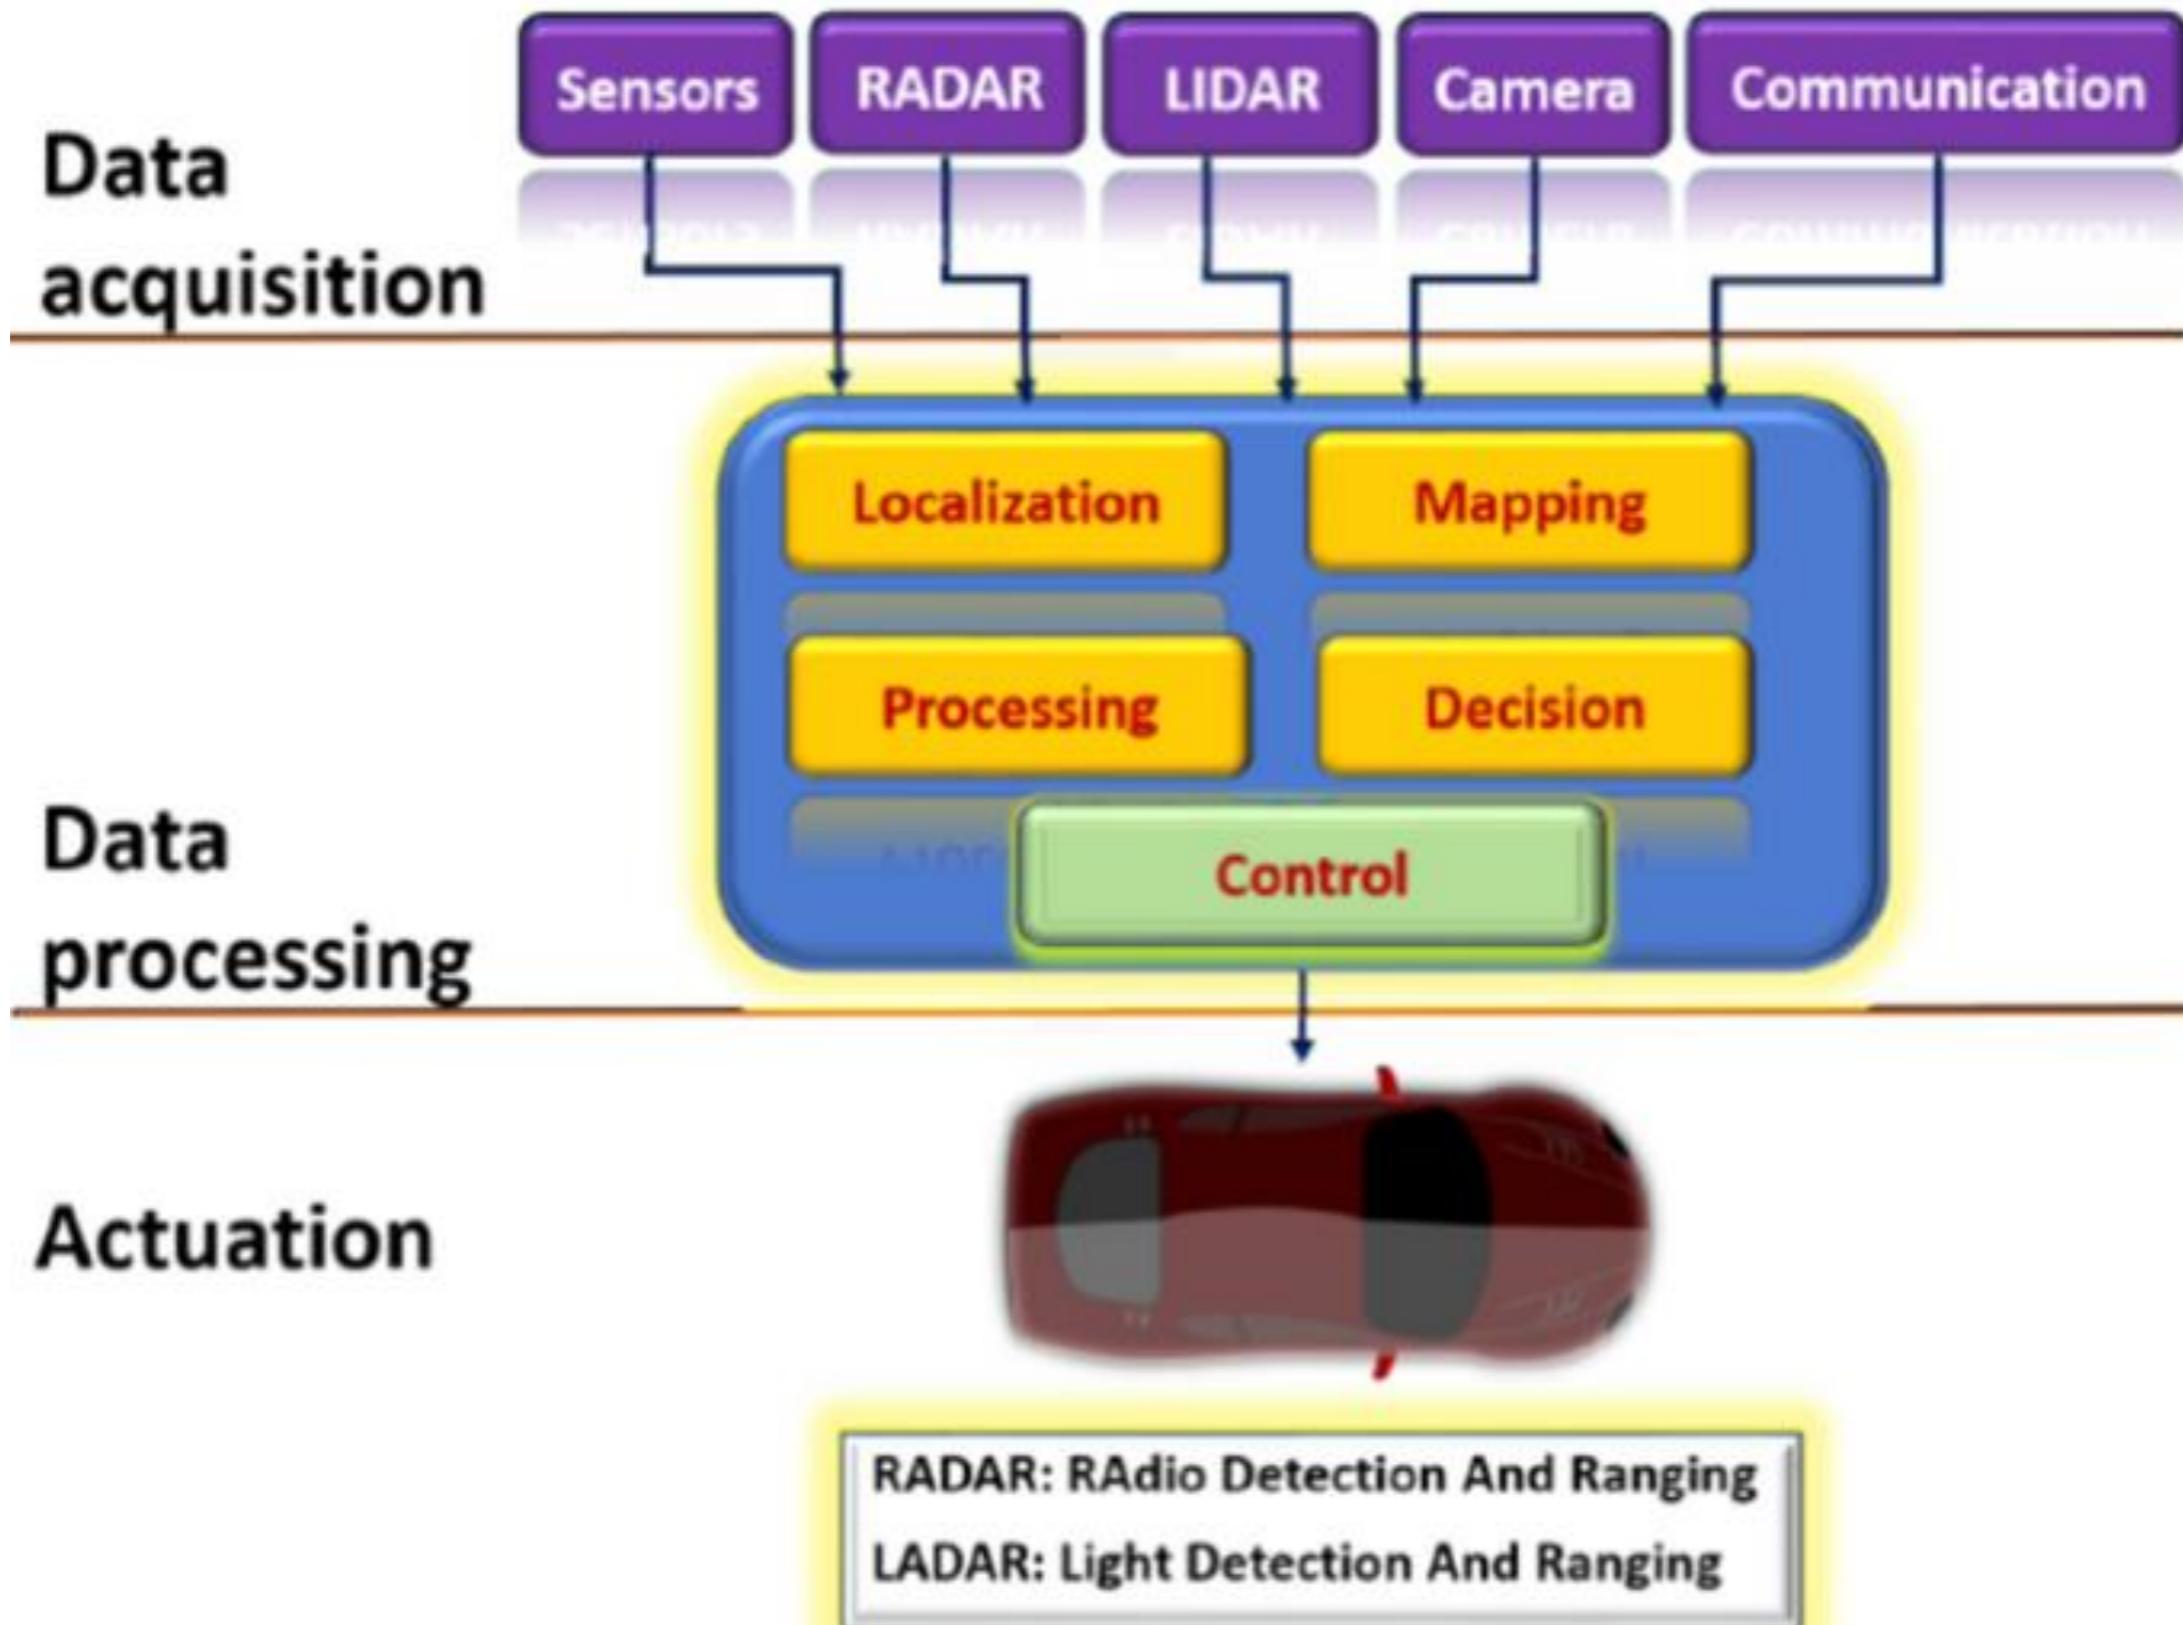 Sensors
RADAR
LIDAR
Camera
Communication
Data
acquisition
Localization
Mapping
Processing
Decision
Control
Data
processing
Actuation
RADAR: RAdio Detection And Ranging
LADAR: Light Detection And Ranging